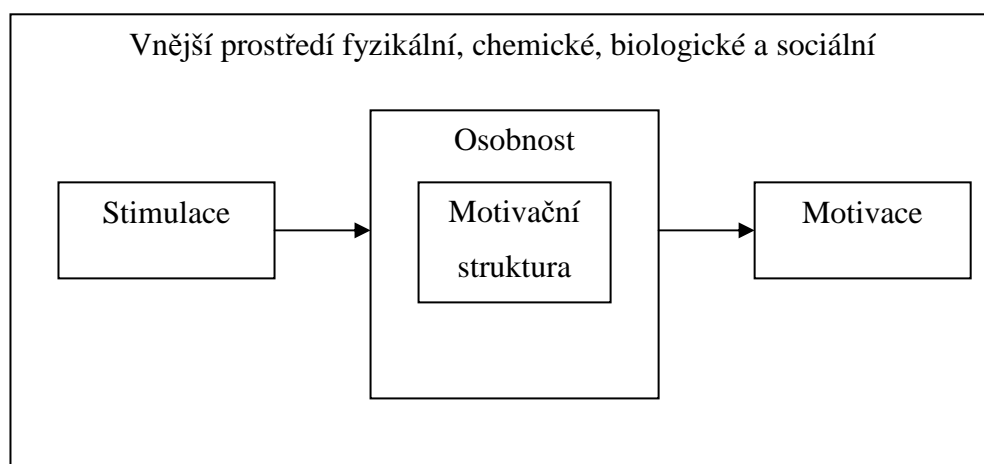 Vnější prostředí fyzikální, chemické, biologické a sociální
Osobnost
Stimulace
Motivační
struktura
Motivace